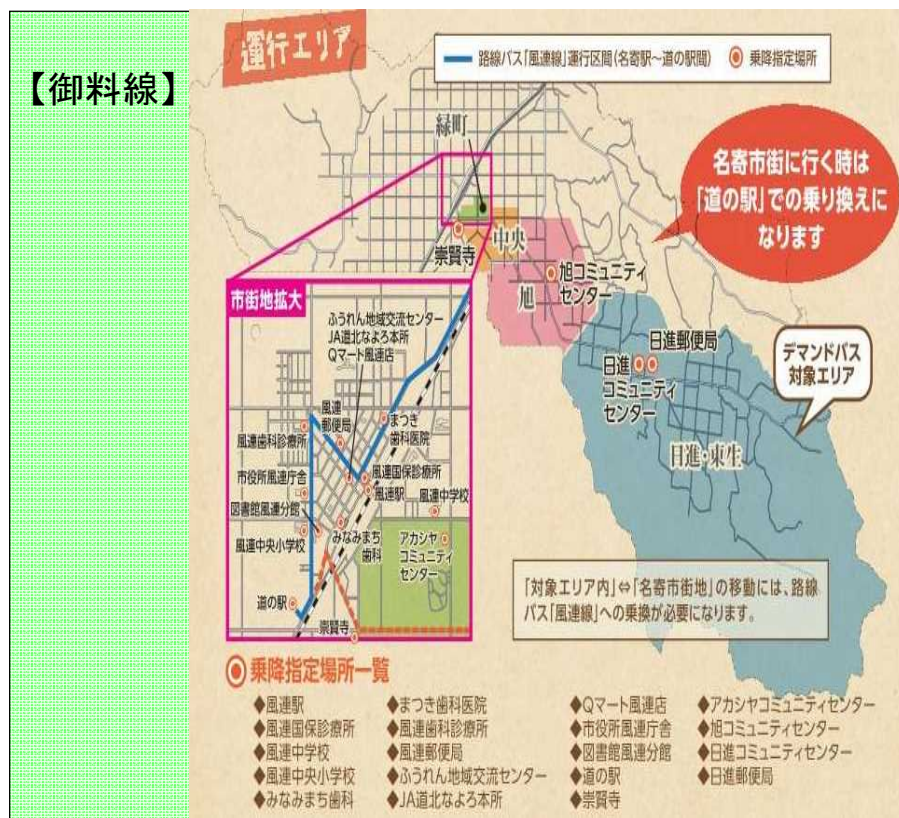 【御料線】
運行エリア
路線バス「風連線」運行区間(名寄駅〜道の駅間)
乗降指定場所
名寄市街に行く時は
「道の駅」での乗り換えに
なります
緑町
崇賢寺
中央
旭
旭コミュニティ
センター
日進郵便局
日進
コミュニティ
センター
日進・東生
デマンドバス
対象エリア
市街地拡大
ふうれん地域交流センター
JA道北なよろ本所
Qマート風連店
風連
郵便局
まつき
歯科医院
風連歯科診療所
風連国保診療所
市役所風連庁舎
風連駅
風連中学校
図書館風連分館
風連中央小学校
みなみまち
歯科
アカシヤ
コミュニティ
センター
道の駅
崇賢寺
「対象エリア内」⇔「名寄市街地」の移動には、路線
バス「風連線」への乗換が必要になります。
乗降指定場所一覧
◆風連駅
◆風連国保診療所
◆風連中学校
◆風連中央小学校
◆みなみまち歯科
◆まつき歯科医院
◆風連歯科診療所
◆風連郵便局
◆ふうれん地域交流センター
◆JA道北なよろ本所
◆Qマート風連店
◆市役所風連庁舎
◆図書館風連分館
◆道の駅
◆崇賢寺
◆アカシヤコミュニティセンター
◆旭コミュニティセンター
◆日進コミュニティセンター
◆日進郵便局